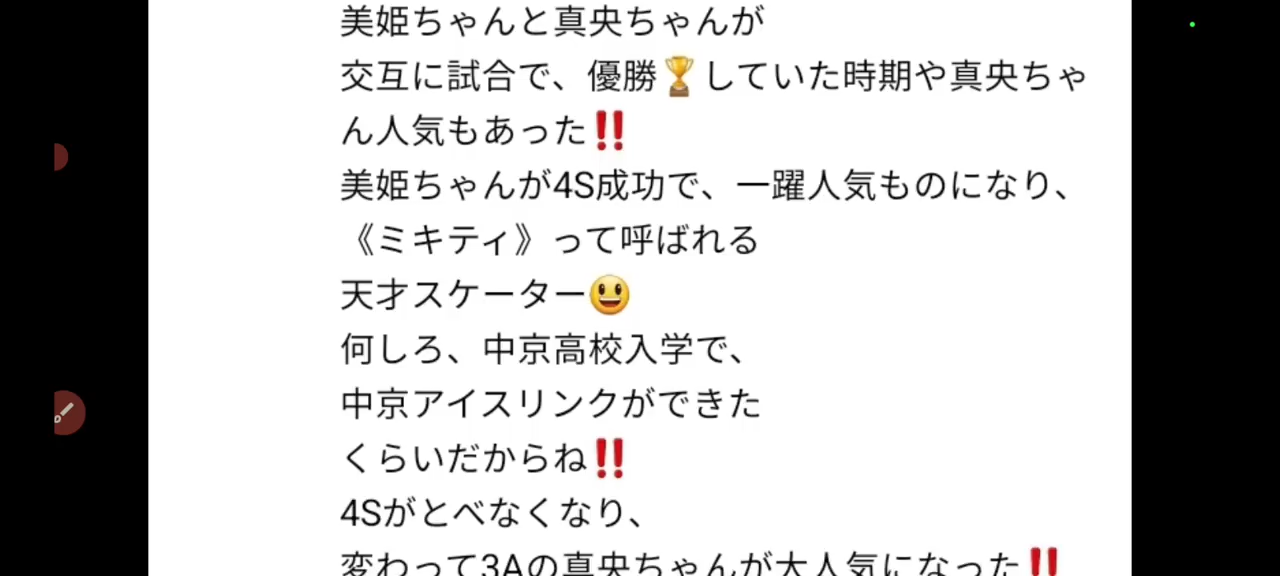 美姫ちゃんと真央ちゃんが
交互に試合で、優勝🏆していた時期や真央ちゃ
ん人気もあった‼️
美姫ちゃんが4S成功で、一躍人気ものになり、
《ミキティ》って呼ばれる
天才スケーター😃
何しろ、中京高校入学で、
中京アイスリンクができた
くらいだからね‼️
4Sがとべなくなり、
変わって3Aの真央ちゃんが大人気になった‼️